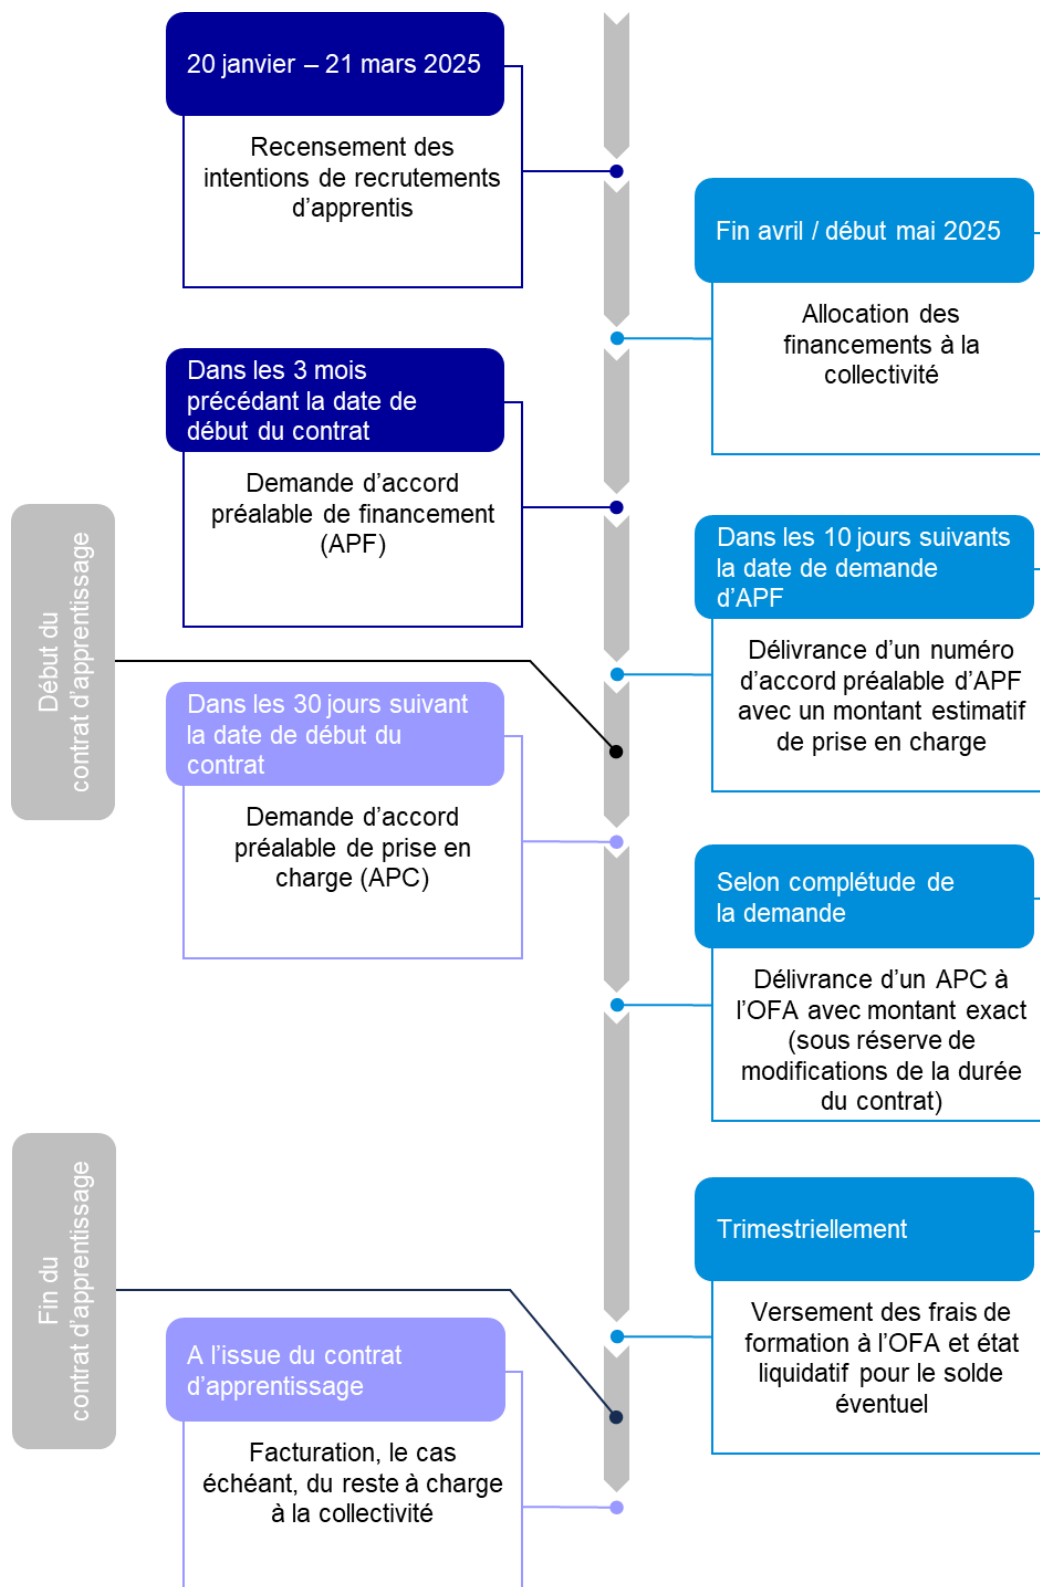 20 janvier – 21 mars 2025
Recensement des
intentions de recrutements
d’apprentis
Fin avril / début mai 2025
Allocation des
financements à la
collectivité
Dans les 3 mois
précédant la date de
début du contrat
Demande d’accord
préalable de financement
(APF)
Dans les 10 jours suivants
la date de demande
d’APF
Délivrance d’un numéro
d’accord préalable d’APF
avec un montant estimatif
de prise en charge
Début du
contrat d’apprentissage
Dans les 30 jours suivant
la date de début du
contrat
Demande d’accord
préalable de prise en
charge (APC)
Selon complétude de
la demande
Délivrance d’un APC à
l’OFA avec montant exact
(sous réserve de
modifications de la durée
du contrat)
Trimestriellement
Versement des frais de
formation à l’OFA et état
liquidatif pour le solde
éventuel
Fin du
contrat d’apprentissage
A l’issue du contrat
d’apprentissage
Facturation, le cas
échéant, du reste à charge
à la collectivité